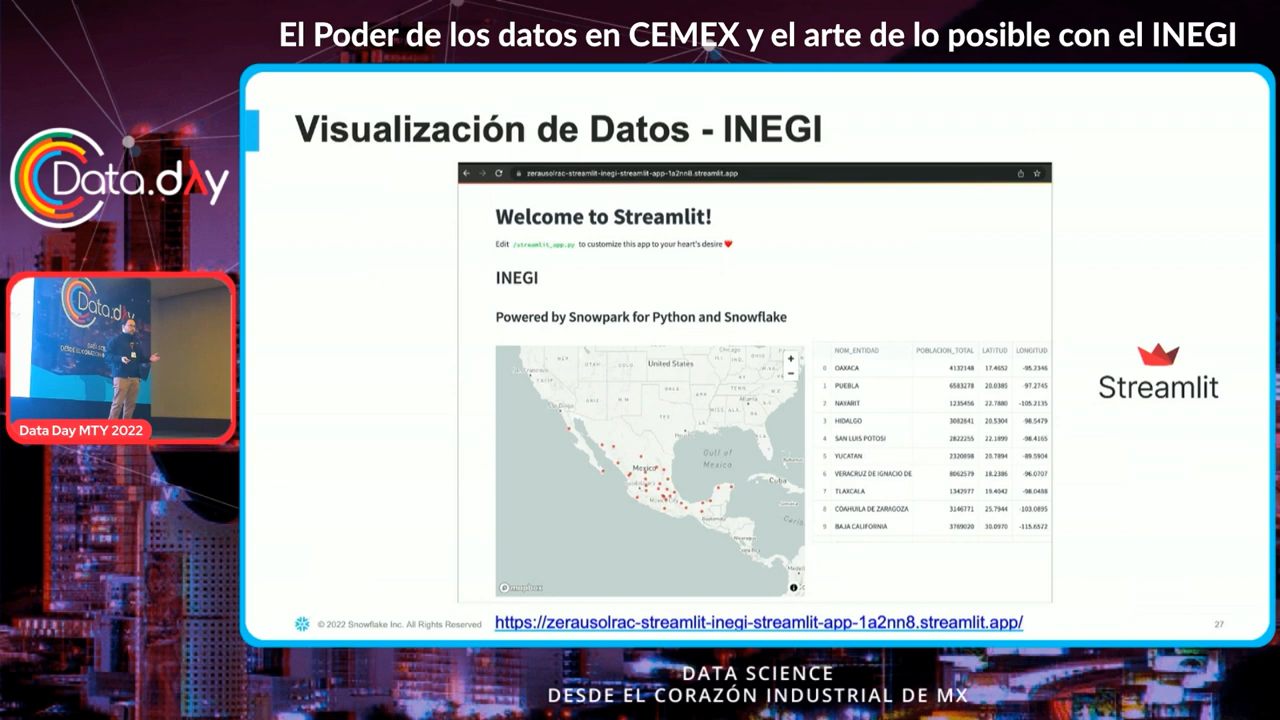 El Poder de los datos en CEMEX y el arte de lo posible con el INEGI
Data.day
Data.d
Data Day MTY 2022
Visualización de Datos - INEGI
zerausolrac-streamlit-inegi-streamlit-app-1a2nn8.streamlit.app
Welcome to Streamlit!
Edit /streamlit_app.py to customize this app to your heart's desire ❤
INEGI
Powered by Snowpark for Python and Snowflake
United States
Gulf of
Mexico
Mexico
Cuba
mapbox
NOM_ENTIDAD POBLACION_TOTAL LATITUD LONGITUD
0 OAXACA 4132148 17.4652 -95.2346
1 PUEBLA 6583278 20.0385 -97.2745
2 NAYARIT 1235456 22.7880 -105.2135
3 HIDALGO 3082841 20.5304 -98.5479
4 SAN LUIS POTOSI 2822255 22.1899 -98.4165
5 YUCATAN 2320898 20.7894 -89.5904
6 VERACRUZ DE IGNACIO DE 8062579 18.2386 -96.0707
7 TLAXCALA 1342977 19.4042 -98.0488
8 COAHUILA DE ZARAGOZA 3146771 25.7944 -103.0895
9 BAJA CALIFORNIA 3769020 30.0970 -115.6572
Streamlit
© 2022 Snowflake Inc. All Rights Reserved
https://zerausolrac-streamlit-inegi-streamlit-app-1a2nn8.streamlit.app/
27
DATA SCIENCE
DESDE EL CORAZÓN INDUSTRIAL DE MX